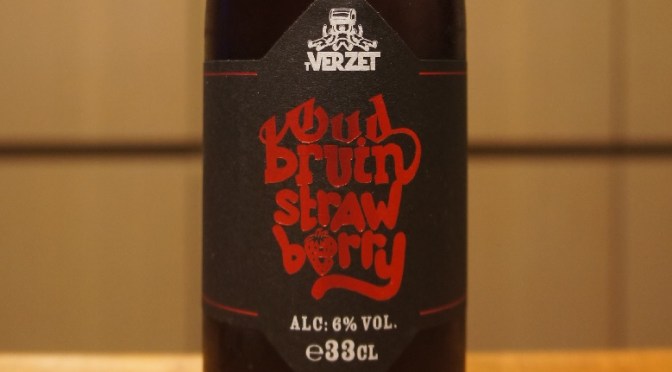 'T VERZET
Oud
bruin
straw
berry
ALC: 6% VOL.
℮33CL